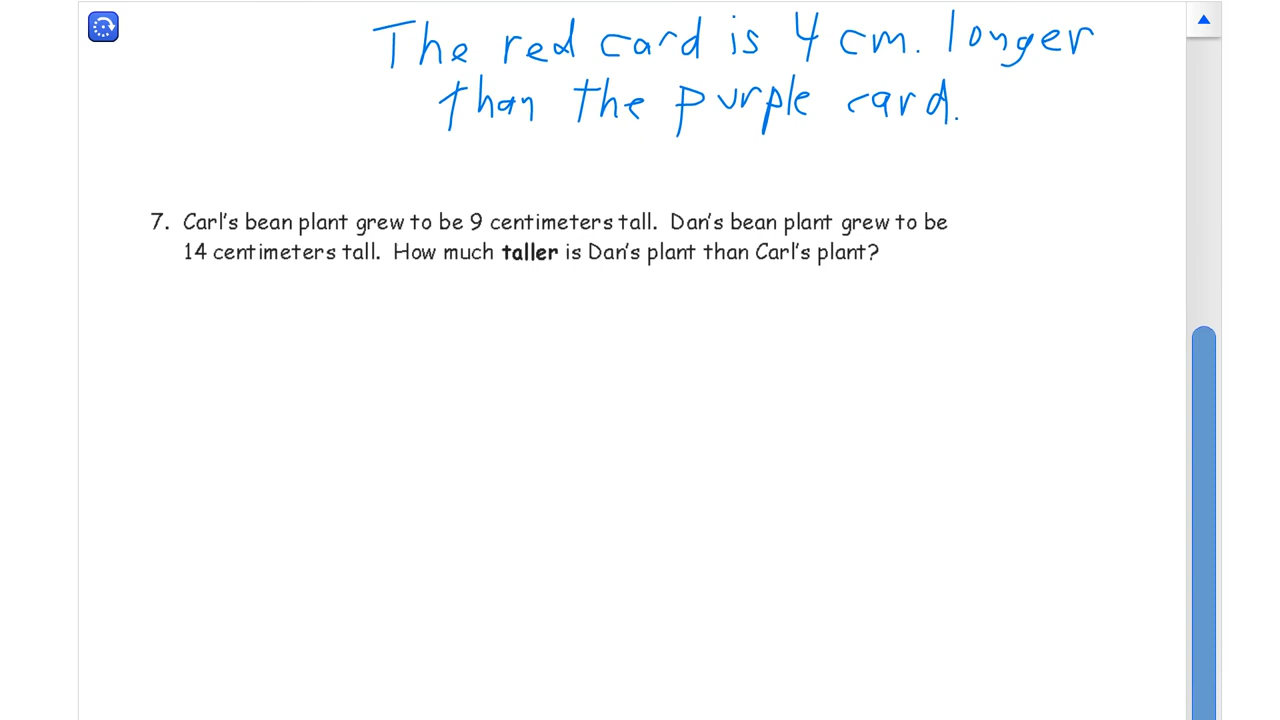 The red card is 4 cm. longer
than the purple card.
7. Carl's bean plant grew to be 9 centimeters tall. Dan's bean plant grew to be
14 centimeters tall. How much taller is Dan's plant than Carl's plant?